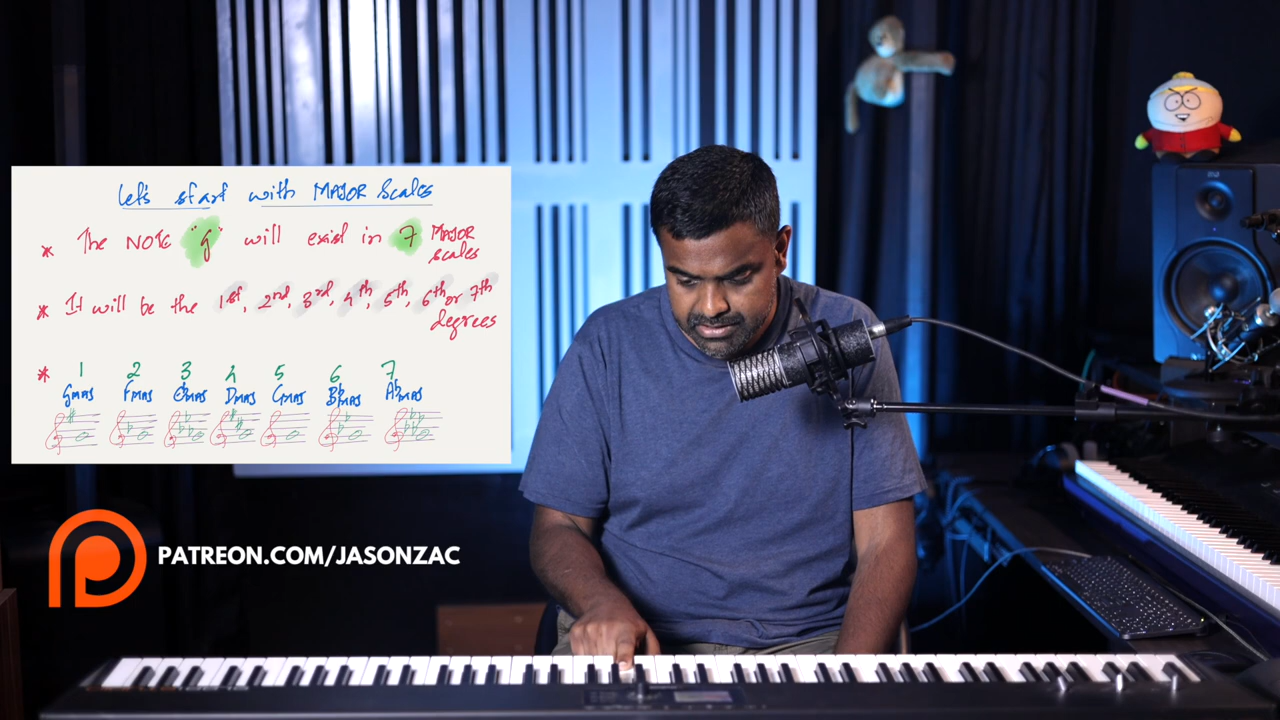 Let's start with MAJOR Scales
* The NOTE "g" will exist in 7 MAJOR scales
* It will be the 1st, 2nd, 3rd, 4th, 5th, 6th or 7th degrees
* 1 2 3 4 5 6 7
GMAJ FMAJ EbMAJ DMAJ CMAJ BbMAJ AbMAJ
PATREON.COM/JASONZAC